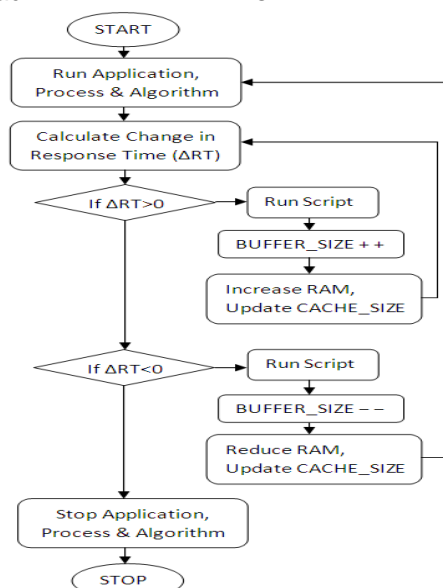 START
Run Application,
Process & Algorithm
Calculate Change in
Response Time (ΔRT)
If ΔRT>0
Run Script
BUFFER_SIZE + +
Increase RAM,
Update CACHE_SIZE
If ΔRT<0
Run Script
BUFFER_SIZE – –
Reduce RAM,
Update CACHE_SIZE
Stop Application,
Process & Algorithm
STOP